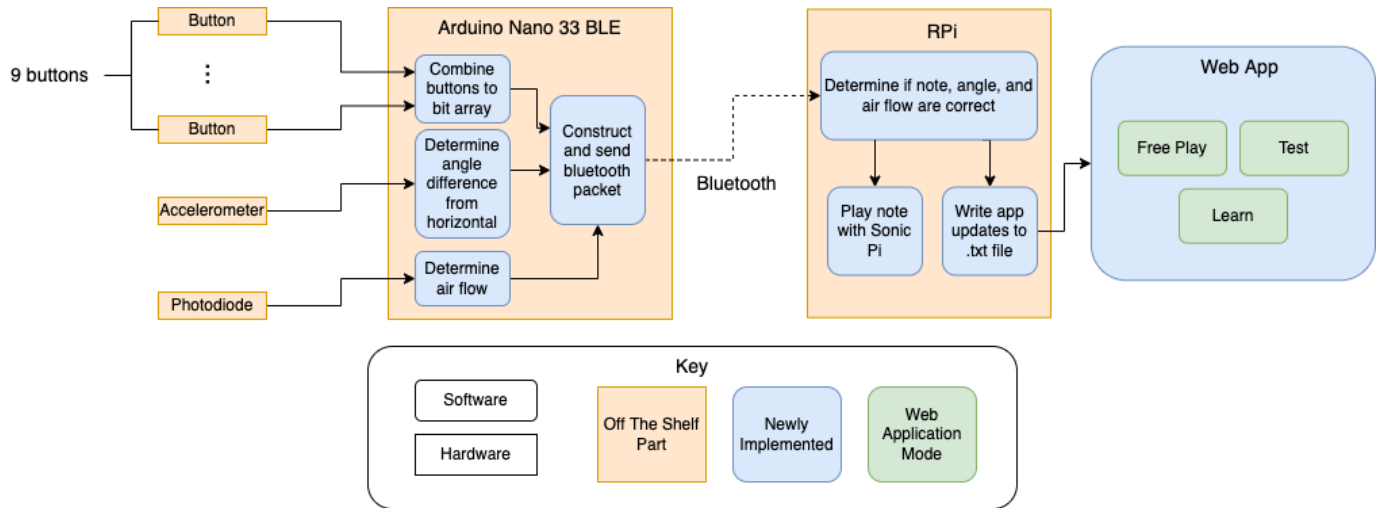 9 buttons
Button
⋮
Button
Accelerometer
Photodiode
Arduino Nano 33 BLE
Combine
buttons to
bit array
Determine
angle
difference
from
horizontal
Determine
air flow
Construct
and send
bluetooth
packet
Bluetooth
RPi
Determine if note, angle, and
air flow are correct
Play note
with Sonic
Pi
Write app
updates to
.txt file
Web App
Free Play
Test
Learn
Key
Software
Hardware
Off The Shelf
Part
Newly
Implemented
Web
Application
Mode